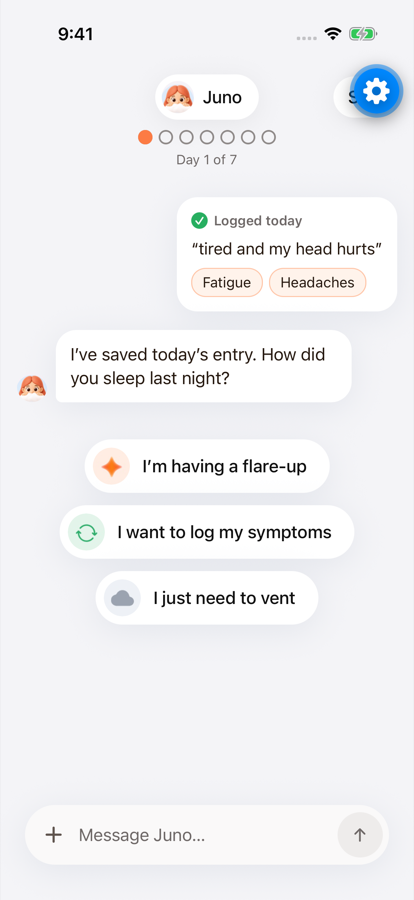 9:41
Juno
Day 1 of 7
Logged today
“tired and my head hurts”
Fatigue
Headaches
I’ve saved today’s entry. How did
you sleep last night?
I’m having a flare-up
I want to log my symptoms
I just need to vent
Message Juno...